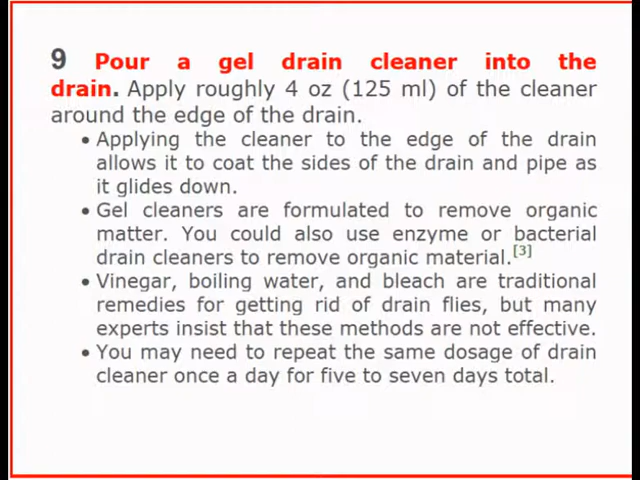 9 Pour a gel drain cleaner into the
drain. Apply roughly 4 oz (125 ml) of the cleaner
around the edge of the drain.
• Applying the cleaner to the edge of the drain
allows it to coat the sides of the drain and pipe as
it glides down.
• Gel cleaners are formulated to remove organic
matter. You could also use enzyme or bacterial
drain cleaners to remove organic material.[3]
• Vinegar, boiling water, and bleach are traditional
remedies for getting rid of drain flies, but many
experts insist that these methods are not effective.
• You may need to repeat the same dosage of drain
cleaner once a day for five to seven days total.